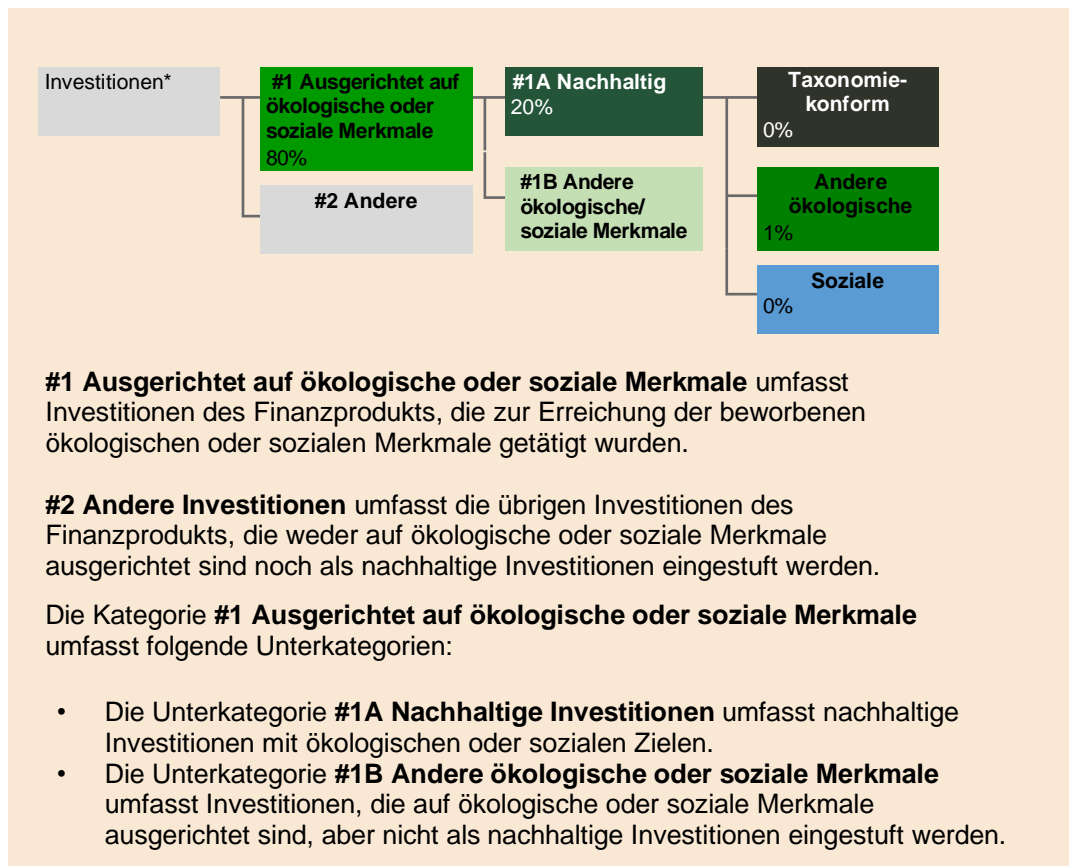 Investitionen*
#1 Ausgerichtet auf
ökologische oder
soziale Merkmale
80%
#2 Andere
#1A Nachhaltig
20%
#1B Andere
ökologische/
soziale Merkmale
Taxonomie-
konform
0%
Andere
ökologische
1%
Soziale
0%
#1 Ausgerichtet auf ökologische oder soziale Merkmale umfasst
Investitionen des Finanzprodukts, die zur Erreichung der beworbenen
ökologischen oder sozialen Merkmale getätigt wurden.
#2 Andere Investitionen umfasst die übrigen Investitionen des
Finanzprodukts, die weder auf ökologische oder soziale Merkmale
ausgerichtet sind noch als nachhaltige Investitionen eingestuft werden.
Die Kategorie #1 Ausgerichtet auf ökologische oder soziale Merkmale
umfasst folgende Unterkategorien:
• Die Unterkategorie #1A Nachhaltige Investitionen umfasst nachhaltige
Investitionen mit ökologischen oder sozialen Zielen.
• Die Unterkategorie #1B Andere ökologische oder soziale Merkmale
umfasst Investitionen, die auf ökologische oder soziale Merkmale
ausgerichtet sind, aber nicht als nachhaltige Investitionen eingestuft werden.